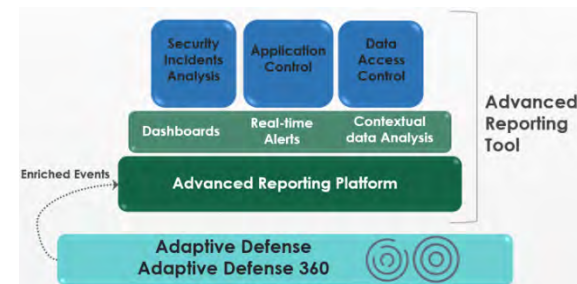 Security
Incidents
Analysis
Application
Control
Data
Access
Control
Advanced
Reporting
Tool
Dashboards
Real-time
Alerts
Contextual
data Analysis
Enriched Events
Advanced Reporting Platform
Adaptive Defense
Adaptive Defense 360